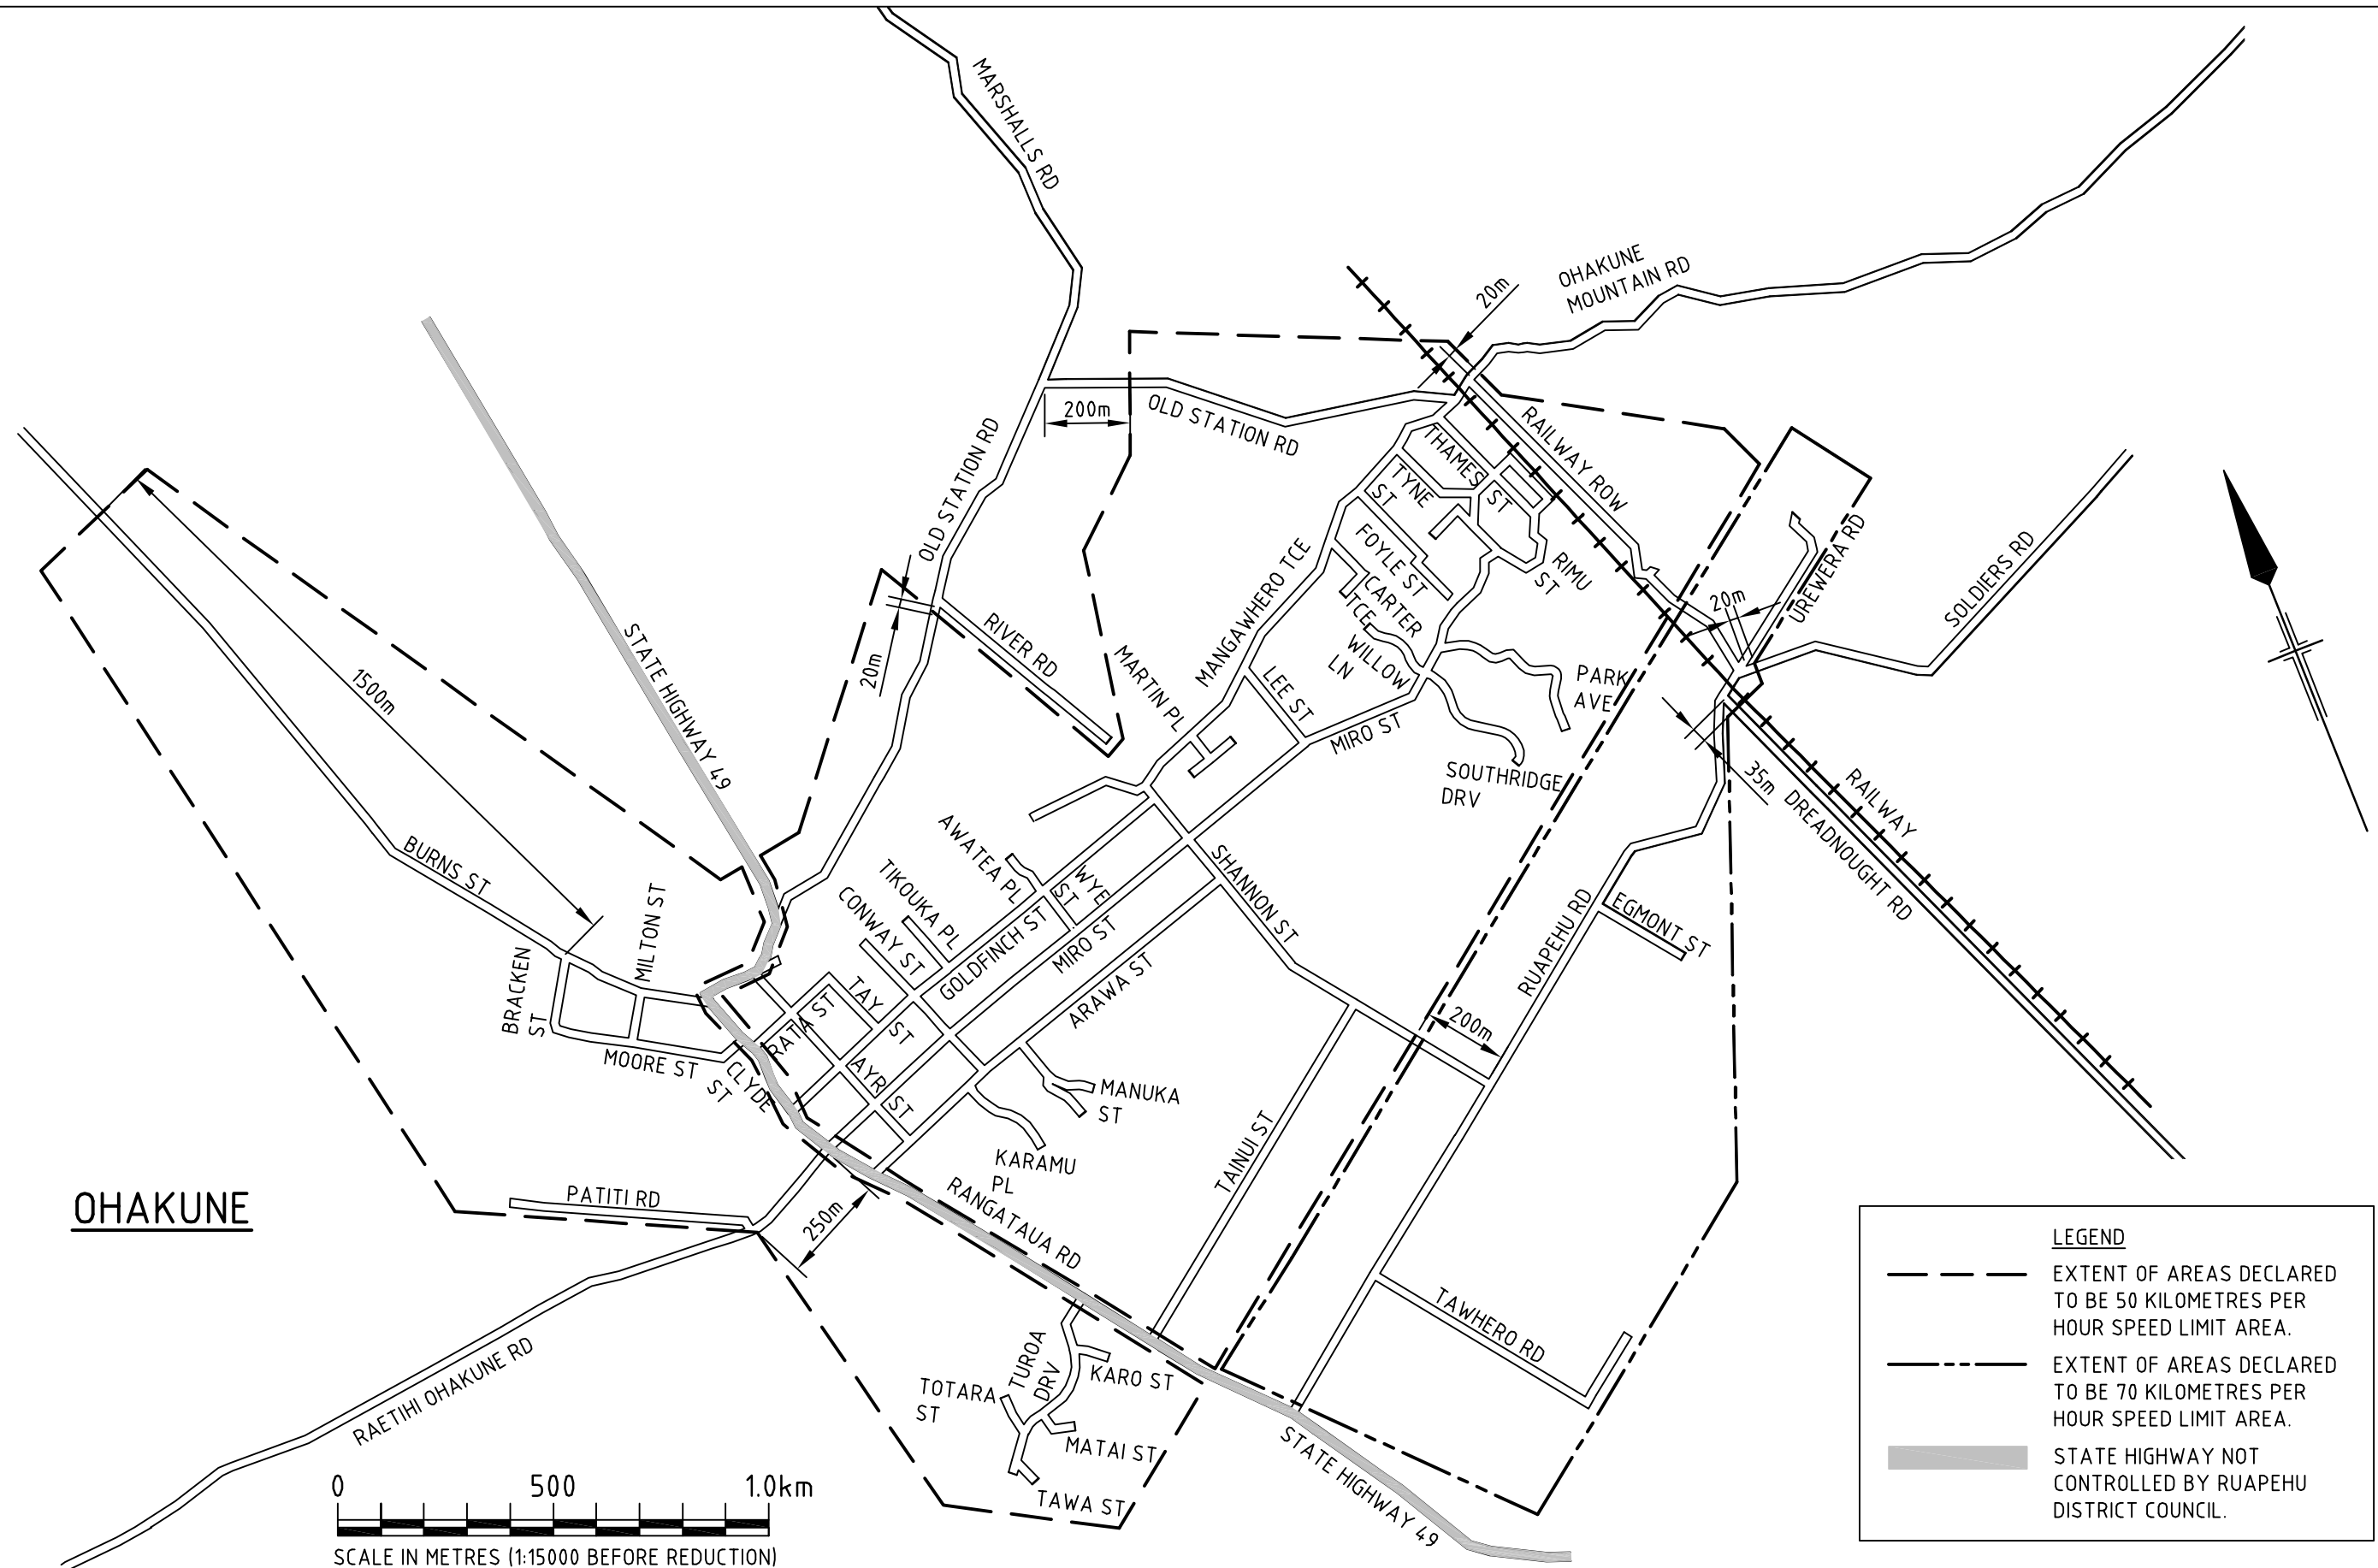 MARSHALLS RD
OHAKUNE
MOUNTAIN RD
20m
OLD STATION RD
200m
OLD STATION RD
RAILWAY ROW
THAMES
ST
TYNE
ST
FOYLE ST
RIMU
ST
CARTER
TCE
WILLOW
LN
PARK
AVE
MANGAWHERO TCE
20m
UREWERA RD
SOLDIERS RD
STATE HIGHWAY 49
20m
RIVER RD
MARTIN PL
LEE ST
MIRO ST
SOUTHRIDGE
DRV
35m
RAILWAY
DREADNOUGHT RD
1500m
BURNS ST
MILTON ST
BRACKEN
ST
MOORE ST
CLYDE
ST
RATA ST
TAY
ST
AYR
ST
CONWAY ST
TIKOUKA PL
AWATEA PL
WYE
ST
GOLDFINCH ST
MIRO ST
ARAWA ST
SHANNON ST
RUAPEHU RD
EGMONT ST
200m
MANUKA
ST
KARAMU
PL
TAINUI ST
RANGATAUA RD
250m
PATITI RD
OHAKUNE
RAETIHI OHAKUNE RD
TUROA
DRV
KARO ST
TOTARA
ST
MATAI ST
TAWA ST
TAWHERO RD
STATE HIGHWAY 49
0 500 1.0km
SCALE IN METRES (1:15000 BEFORE REDUCTION)
LEGEND
EXTENT OF AREAS DECLARED
TO BE 50 KILOMETRES PER
HOUR SPEED LIMIT AREA.
EXTENT OF AREAS DECLARED
TO BE 70 KILOMETRES PER
HOUR SPEED LIMIT AREA.
STATE HIGHWAY NOT
CONTROLLED BY RUAPEHU
DISTRICT COUNCIL.